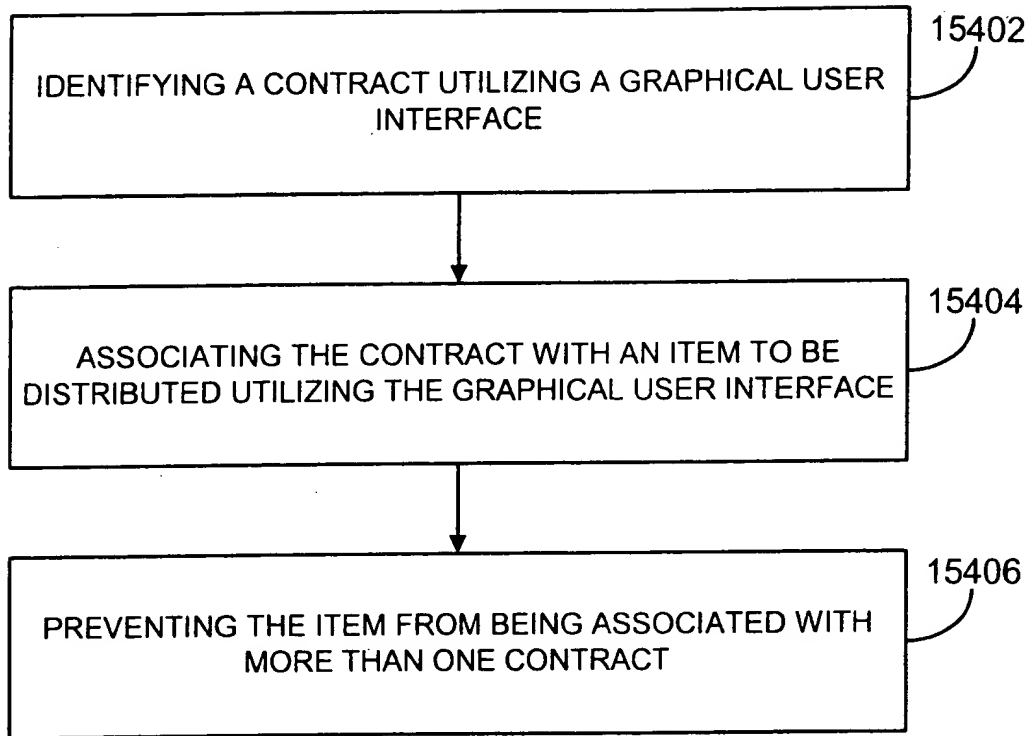 15402
IDENTIFYING A CONTRACT UTILIZING A GRAPHICAL USER
INTERFACE
15404
ASSOCIATING THE CONTRACT WITH AN ITEM TO BE
DISTRIBUTED UTILIZING THE GRAPHICAL USER INTERFACE
15406
PREVENTING THE ITEM FROM BEING ASSOCIATED WITH
MORE THAN ONE CONTRACT